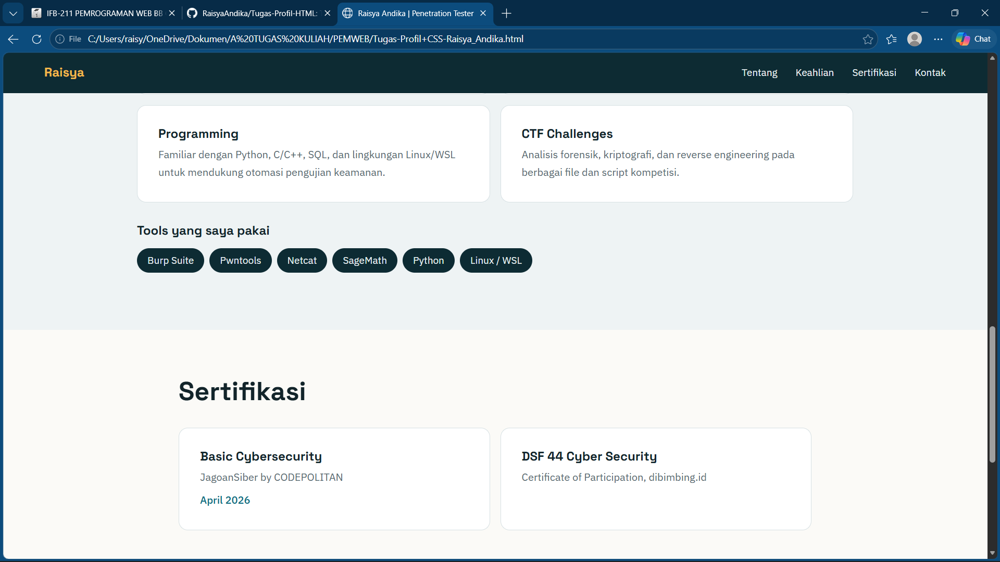 IFB-211 PEMROGRAMAN WEB BB
RaisyaAndika/Tugas-Profil-HTML:
Raisya Andika | Penetration Tester
File
C:/Users/raisy/OneDrive/Dokumen/A%20TUGAS%20KULIAH/PEMWEB/Tugas-Profil+CSS-Raisya_Andika.html
Chat
Raisya
Tentang
Keahlian
Sertifikasi
Kontak
Programming
Familiar dengan Python, C/C++, SQL, dan lingkungan Linux/WSL
untuk mendukung otomasi pengujian keamanan.
CTF Challenges
Analisis forensik, kriptografi, dan reverse engineering pada
berbagai file dan script kompetisi.
Tools yang saya pakai
Burp Suite
Pwntools
Netcat
SageMath
Python
Linux / WSL
Sertifikasi
Basic Cybersecurity
JagoanSiber by CODEPOLITAN
April 2026
DSF 44 Cyber Security
Certificate of Participation, dibimbing.id